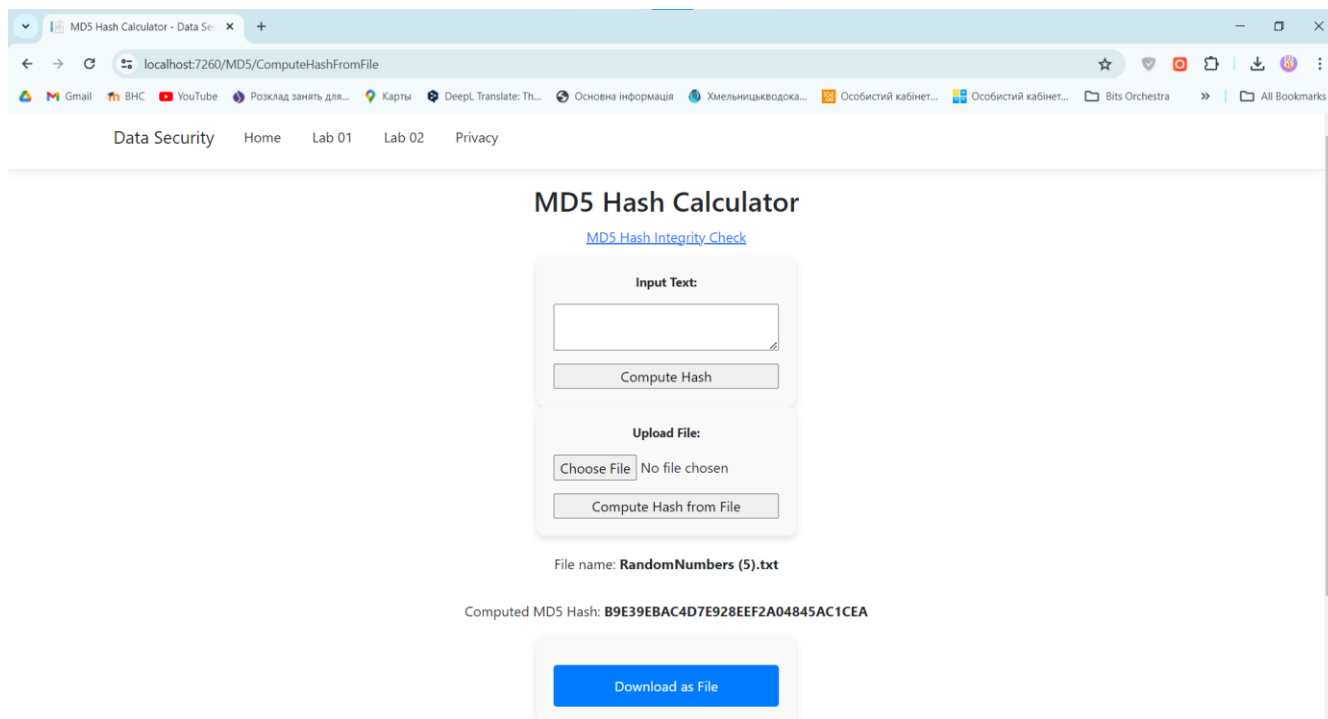 MD5 Hash Calculator - Data Se
localhost:7260/MD5/ComputeHashFromFile
Gmail BHC YouTube Розклад занять для... Карты DeepL Translate: Th... Основна інформація Хмельницькводока... Особистий кабінет... Особистий кабінет... Bits Orchestra » All Bookmarks
Data Security Home Lab 01 Lab 02 Privacy
MD5 Hash Calculator
MD5 Hash Integrity Check
Input Text:
Compute Hash
Upload File:
Choose File No file chosen
Compute Hash from File
File name: RandomNumbers (5).txt
Computed MD5 Hash: B9E39EBAC4D7E928EEF2A04845AC1CEA
Download as File